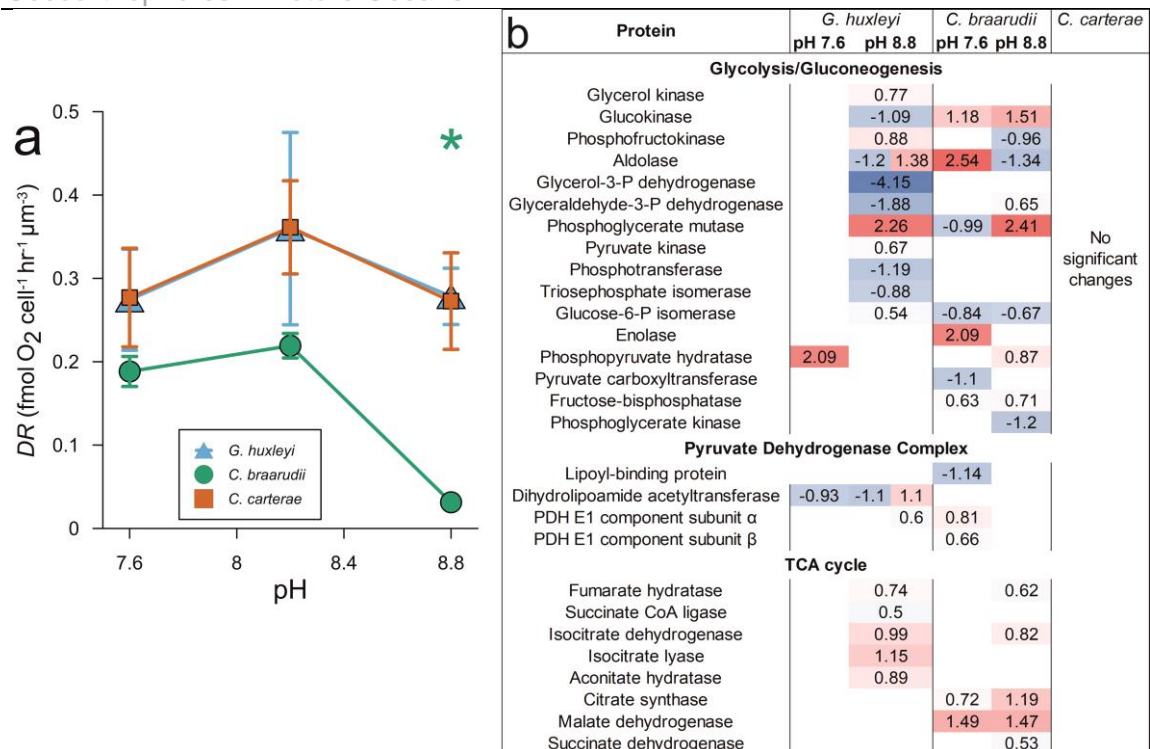 a
0.5
0.4
0.3
0.2
0.1
0
DR (fmol O2 cell-1 hr-1 μm-3)
*
G. huxleyi
C. braarudii
C. carterae
7.6 8 8.4 8.8
pH
b Protein G. huxleyi C. braarudii C. carterae
pH 7.6 pH 8.8 pH 7.6 pH 8.8
Glycolysis/Gluconeogenesis
Glycerol kinase 0.77
Glucokinase -1.09 1.18 1.51
Phosphofructokinase 0.88 -0.96
Aldolase -1.2 1.38 2.54 -1.34
Glycerol-3-P dehydrogenase -4.15
Glyceraldehyde-3-P dehydrogenase -1.88 0.65
Phosphoglycerate mutase 2.26 -0.99 2.41
Pyruvate kinase 0.67
Phosphotransferase -1.19
Triosephosphate isomerase -0.88
Glucose-6-P isomerase 0.54 -0.84 -0.67
Enolase 2.09
Phosphopyruvate hydratase 2.09 0.87
Pyruvate carboxyltransferase -1.1
Fructose-bisphosphatase 0.63 0.71
Phosphoglycerate kinase -1.2
No
significant
changes
Pyruvate Dehydrogenase Complex
Lipoyl-binding protein -1.14
Dihydrolipoamide acetyltransferase -0.93 -1.1 1.1
PDH E1 component subunit α 0.6 0.81
PDH E1 component subunit β 0.66
TCA cycle
Fumarate hydratase 0.74 0.62
Succinate CoA ligase 0.5
Isocitrate dehydrogenase 0.99 0.82
Isocitrate lyase 1.15
Aconitate hydratase 0.89
Citrate synthase 0.72 1.19
Malate dehydrogenase 1.49 1.47
Succinate dehydrogenase 0.53